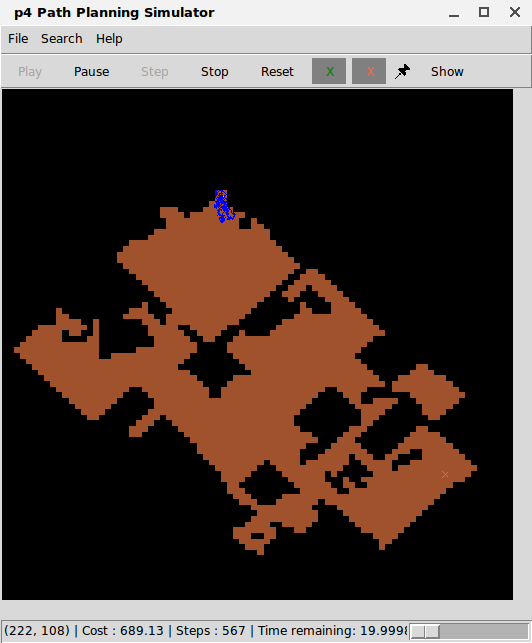 p4 Path Planning Simulator
File Search Help
Play Pause Step Stop Reset X X Show
(222, 108) | Cost : 689.13 | Steps : 567 | Time remaining: 19.999